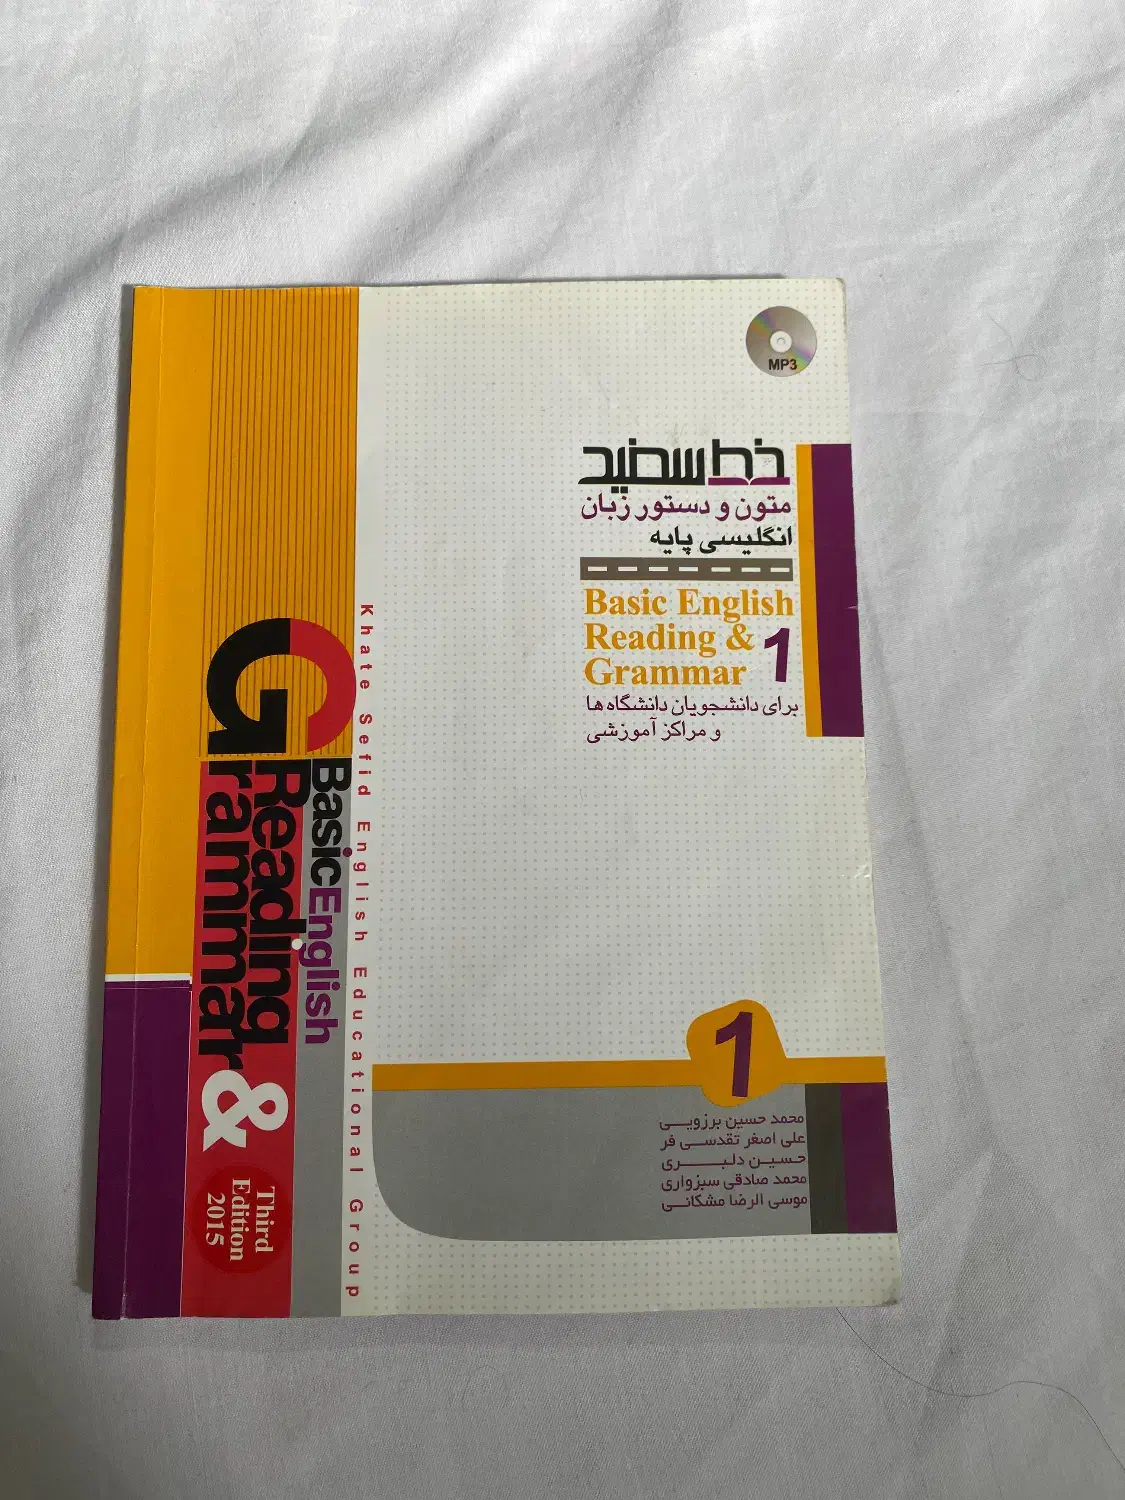 MP3
خط سفید
متون و دستور زبان
انگلیسی پایه
Basic English
Reading &
Grammar 1
برای دانشجویان دانشگاه ها
و مراکز آموزشی
Khate Sefid English Educational Group
Basic English
Reading
Grammar &
Third
Edition
2015
1
محمد حسین برزویی
علی اصغر تقدسی فر
حسین دلبری
محمد صادقی سبزواری
موسی الرضا مشکانی